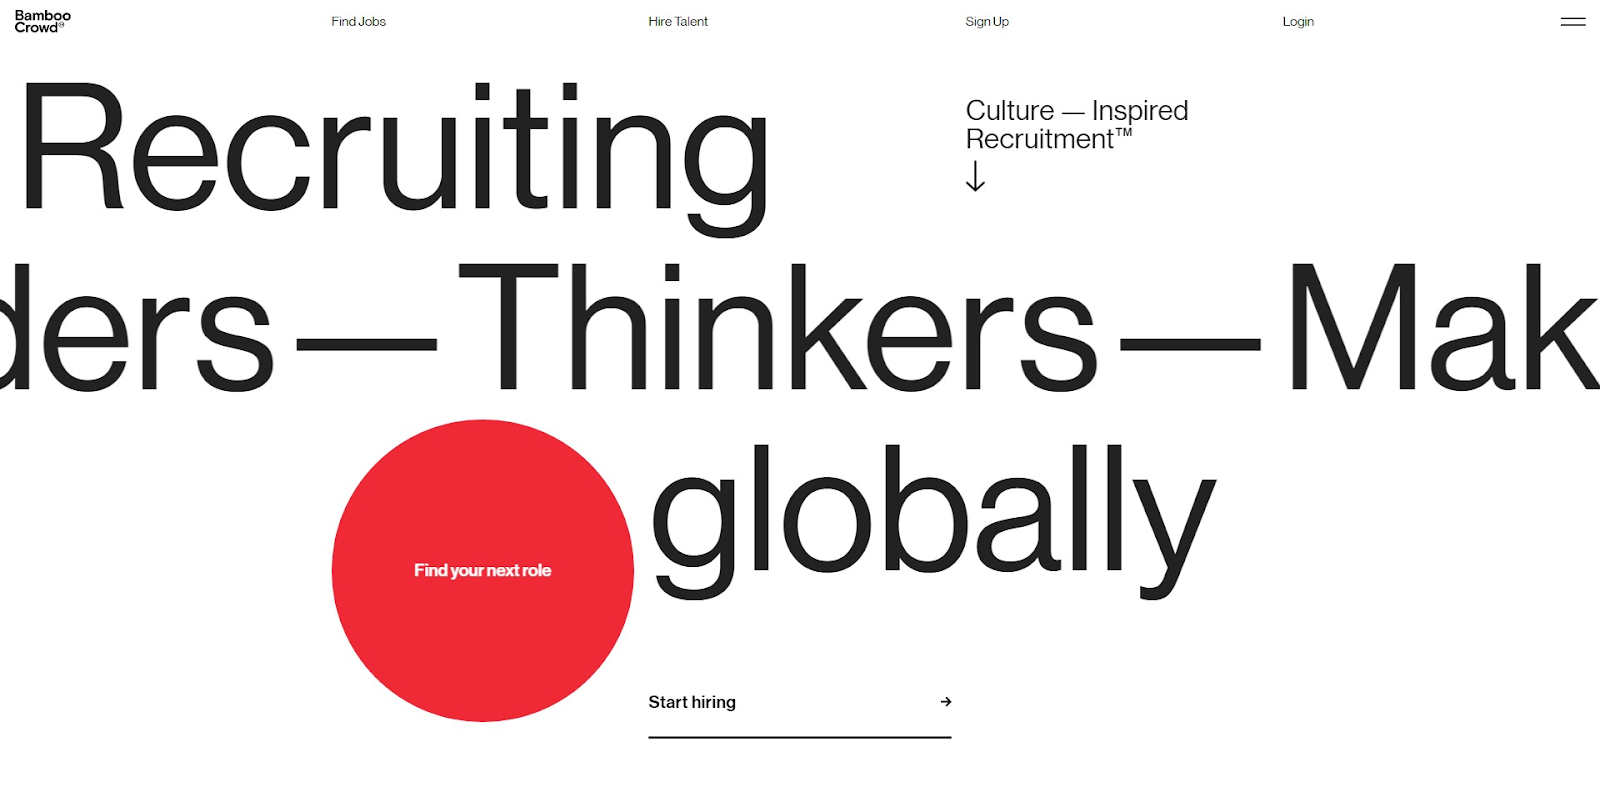 Bamboo
Crowd©
Find Jobs
Hire Talent
Sign Up
Login
Recruiting
Culture — Inspired
Recruitment™
ders — Thinkers — Mak
globally
Find your next role
Start hiring